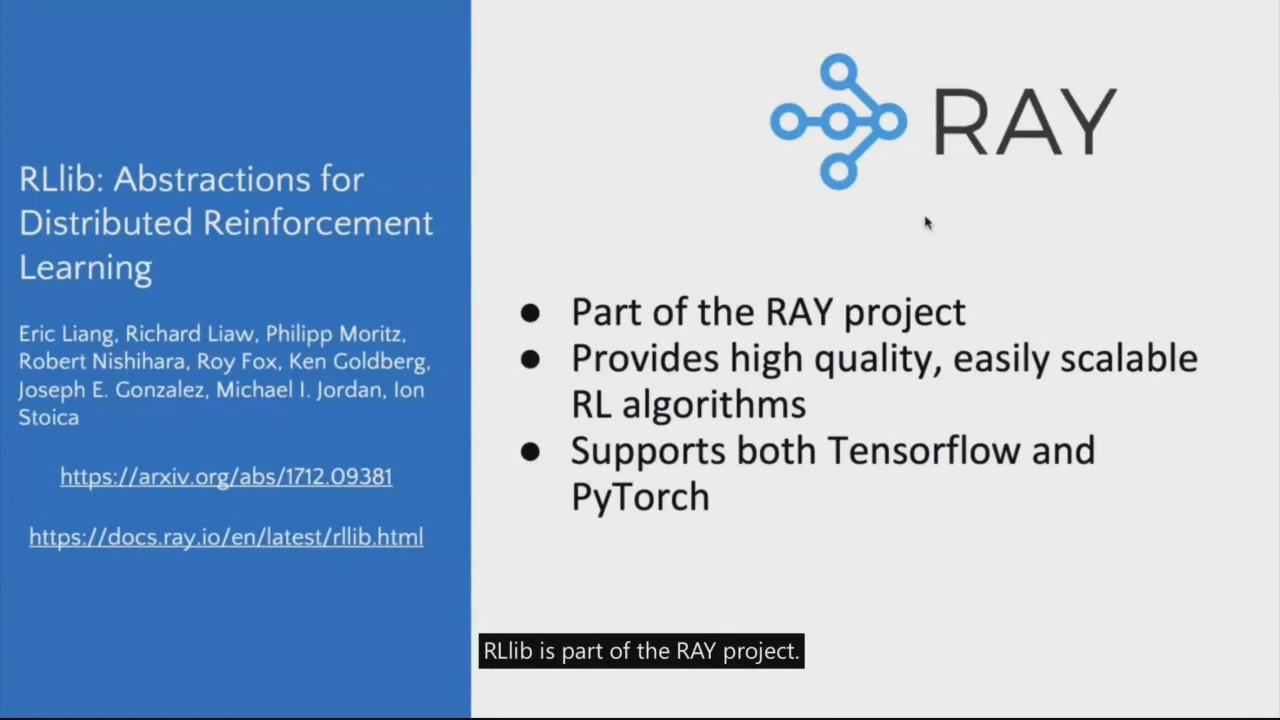 RLlib: Abstractions for
Distributed Reinforcement
Learning
Eric Liang, Richard Liaw, Philipp Moritz,
Robert Nishihara, Roy Fox, Ken Goldberg,
Joseph E. Gonzalez, Michael I. Jordan, Ion
Stoica
https://arxiv.org/abs/1712.09381
https://docs.ray.io/en/latest/rllib.html
RAY
● Part of the RAY project
● Provides high quality, easily scalable
RL algorithms
● Supports both Tensorflow and
PyTorch
RLlib is part of the RAY project.